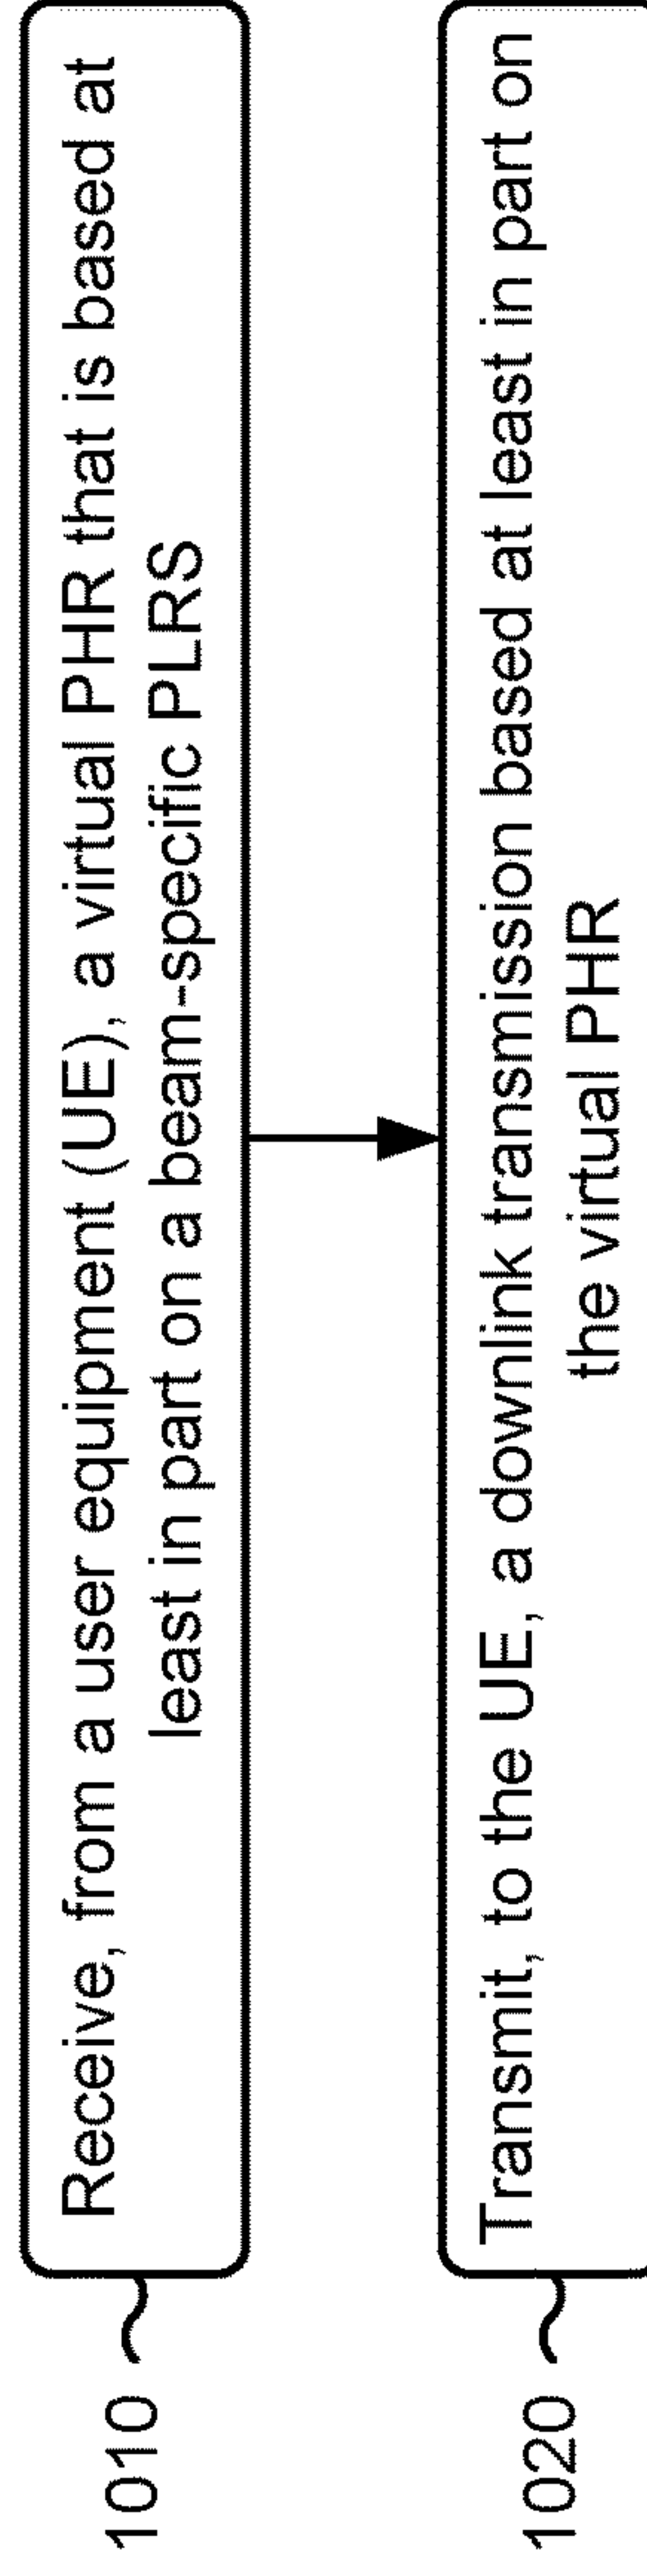 1010
Receive, from a user equipment (UE), a virtual PHR that is based at
least in part on a beam-specific PLRS
1020
Transmit, to the UE, a downlink transmission based at least in part on
the virtual PHR